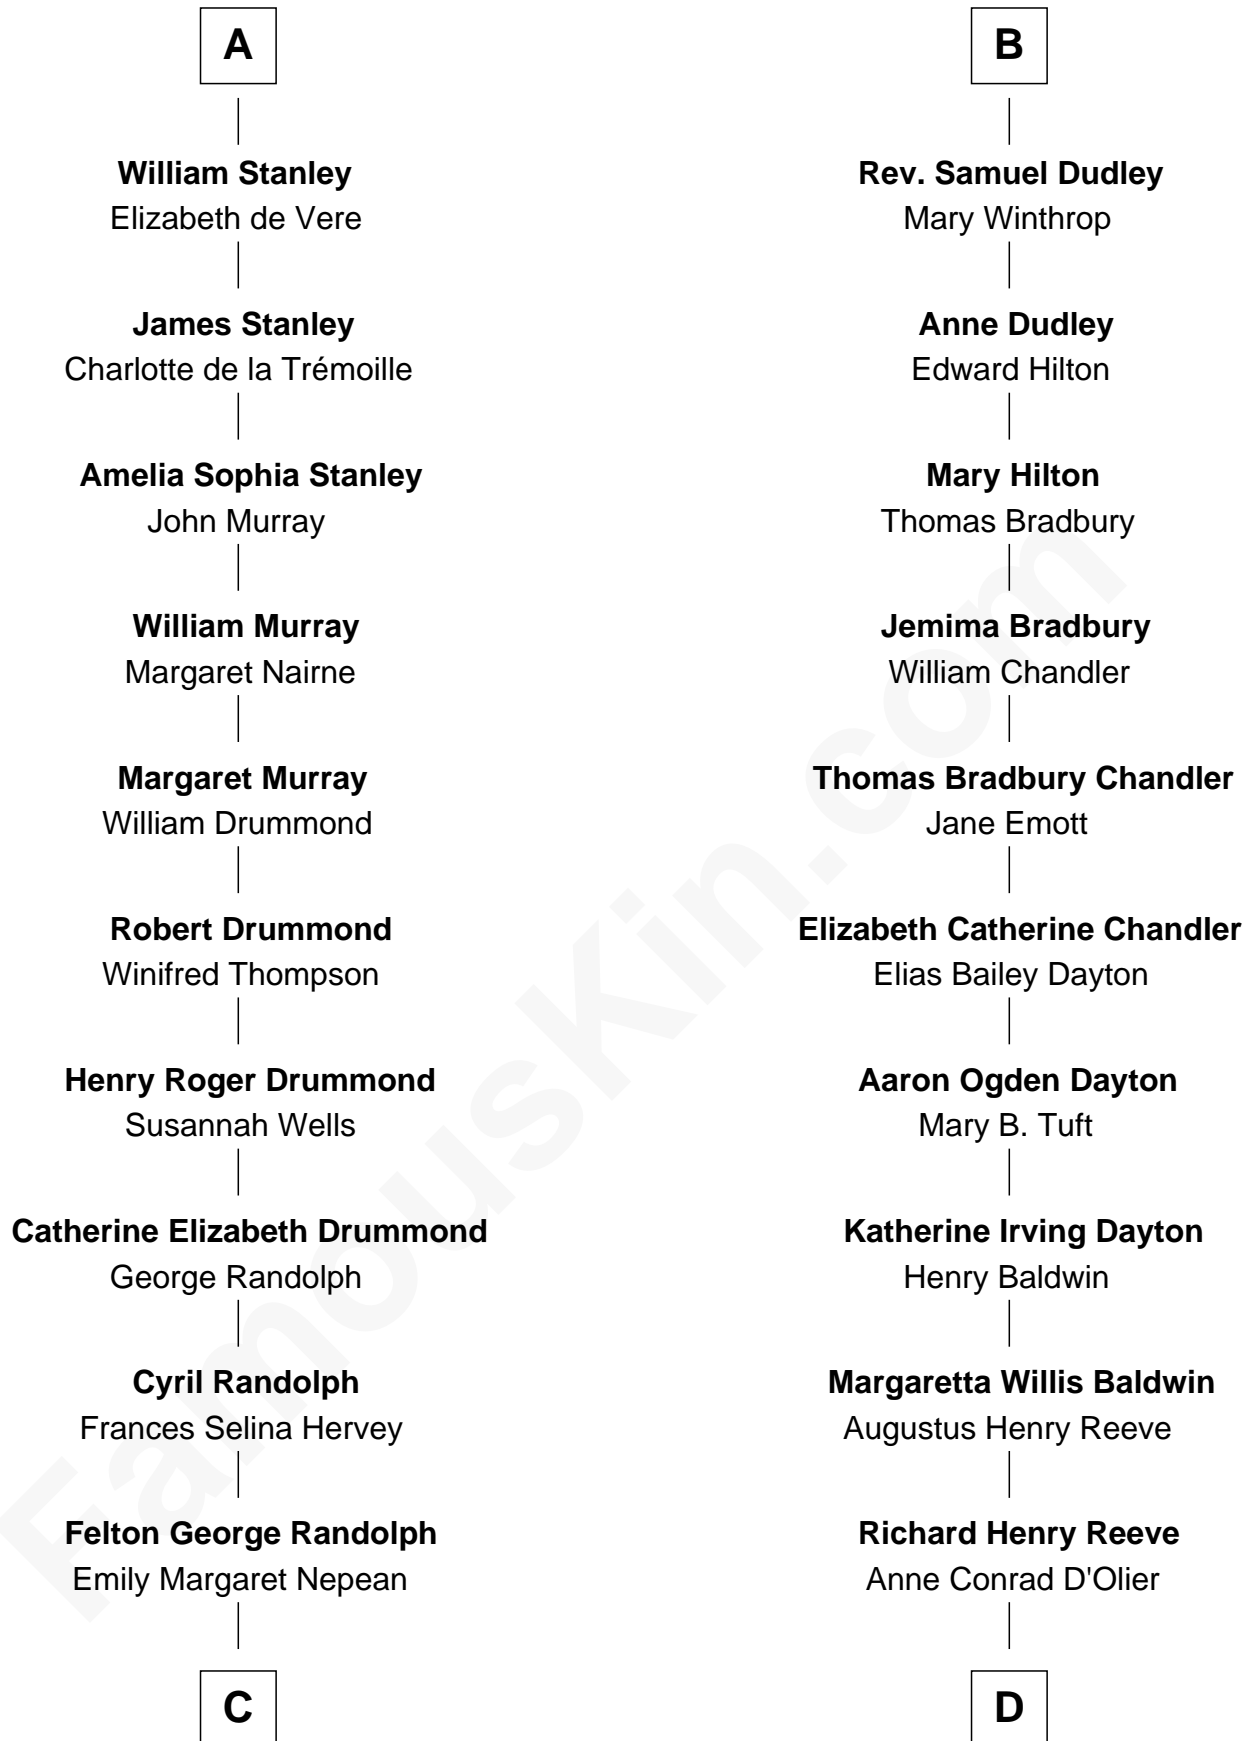 A
William Stanley
Elizabeth de Vere
James Stanley
Charlotte de la Trémoille
Amelia Sophia Stanley
John Murray
William Murray
Margaret Nairne
Margaret Murray
William Drummond
Robert Drummond
Winifred Thompson
Henry Roger Drummond
Susannah Wells
Catherine Elizabeth Drummond
George Randolph
Cyril Randolph
Frances Selina Hervey
Felton George Randolph
Emily Margaret Nepean
C
B
Rev. Samuel Dudley
Mary Winthrop
Anne Dudley
Edward Hilton
Mary Hilton
Thomas Bradbury
Jemima Bradbury
William Chandler
Thomas Bradbury Chandler
Jane Emott
Elizabeth Catherine Chandler
Elias Bailey Dayton
Aaron Ogden Dayton
Mary B. Tuft
Katherine Irving Dayton
Henry Baldwin
Margaretta Willis Baldwin
Augustus Henry Reeve
Richard Henry Reeve
Anne Conrad D'Olier
D
FamousKin.com